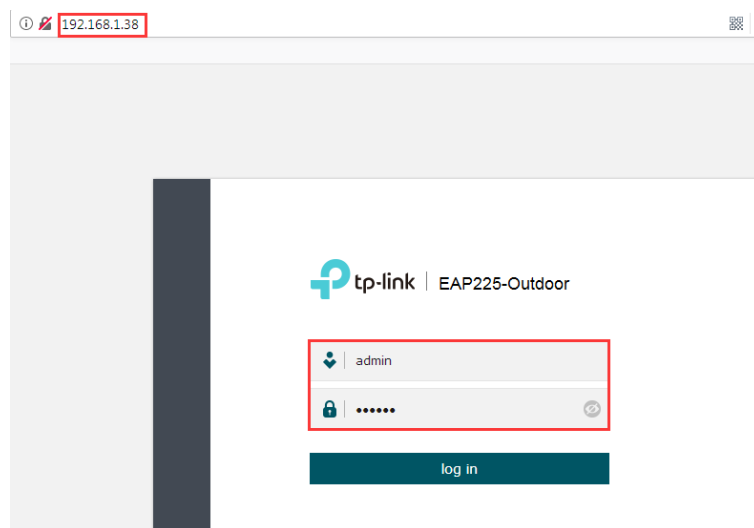 192.168.1.38
tp-link | EAP225-Outdoor
admin
••••••
log in